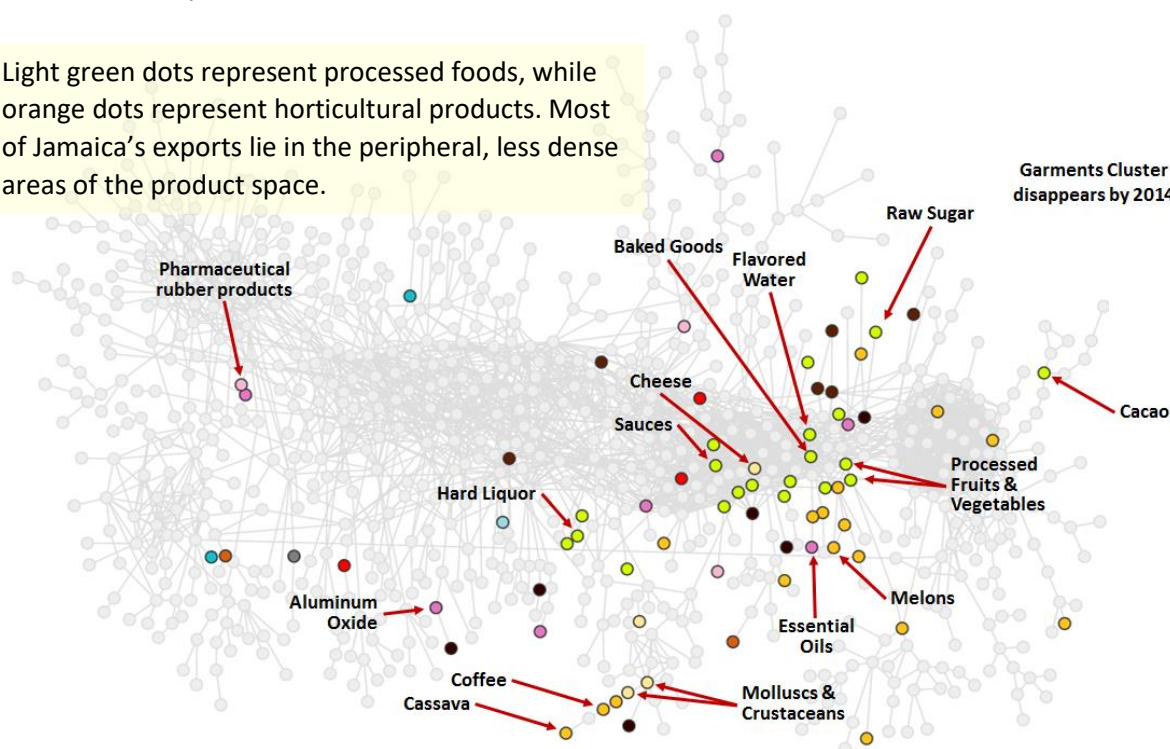 Light green dots represent processed foods, while
orange dots represent horticultural products. Most
of Jamaica’s exports lie in the peripheral, less dense
areas of the product space.
Garments Cluster
disappears by 2014
Raw Sugar
Baked Goods
Flavored
Water
Pharmaceutical
rubber products
Cheese
Sauces
Cacao
Processed
Fruits &
Vegetables
Hard Liquor
Melons
Aluminum
Oxide
Essential
Oils
Coffee
Cassava
Molluscs &
Crustaceans